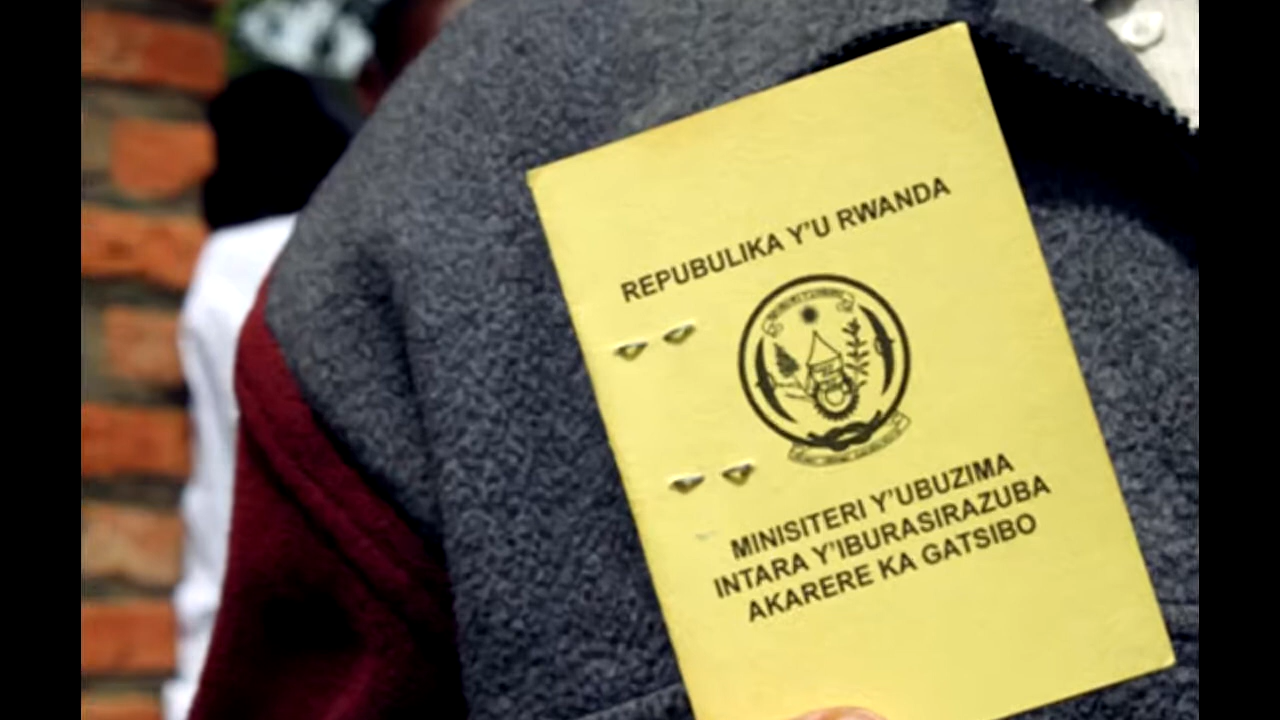 REPUBULIKA Y'U RWANDA
MINISITERI Y'UBUZIMA
INTARA Y'IBURASIRAZUBA
AKARERE KA GATSIBO